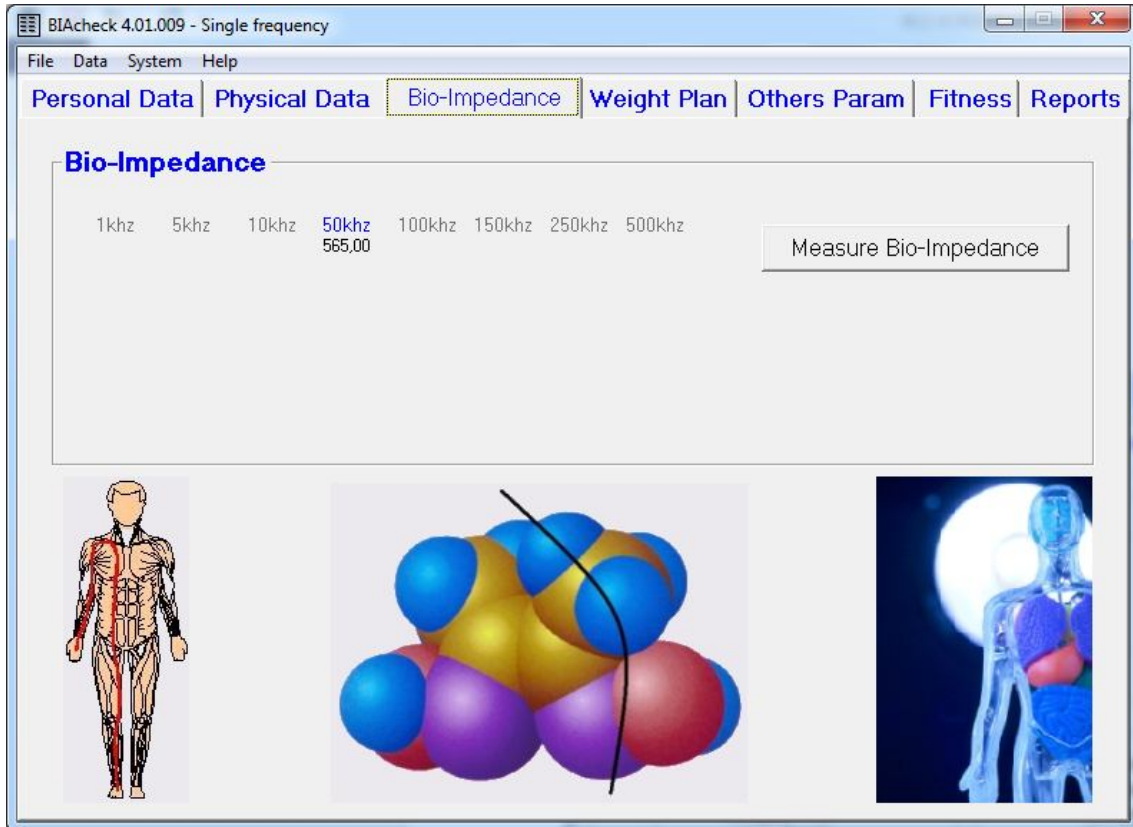 BIAcheck 4.01.009 - Single frequency
File Data System Help
Personal Data Physical Data Bio-Impedance Weight Plan Others Param Fitness Reports
Bio-Impedance
1khz 5khz 10khz 50khz 100khz 150khz 250khz 500khz
565,00
Measure Bio-Impedance